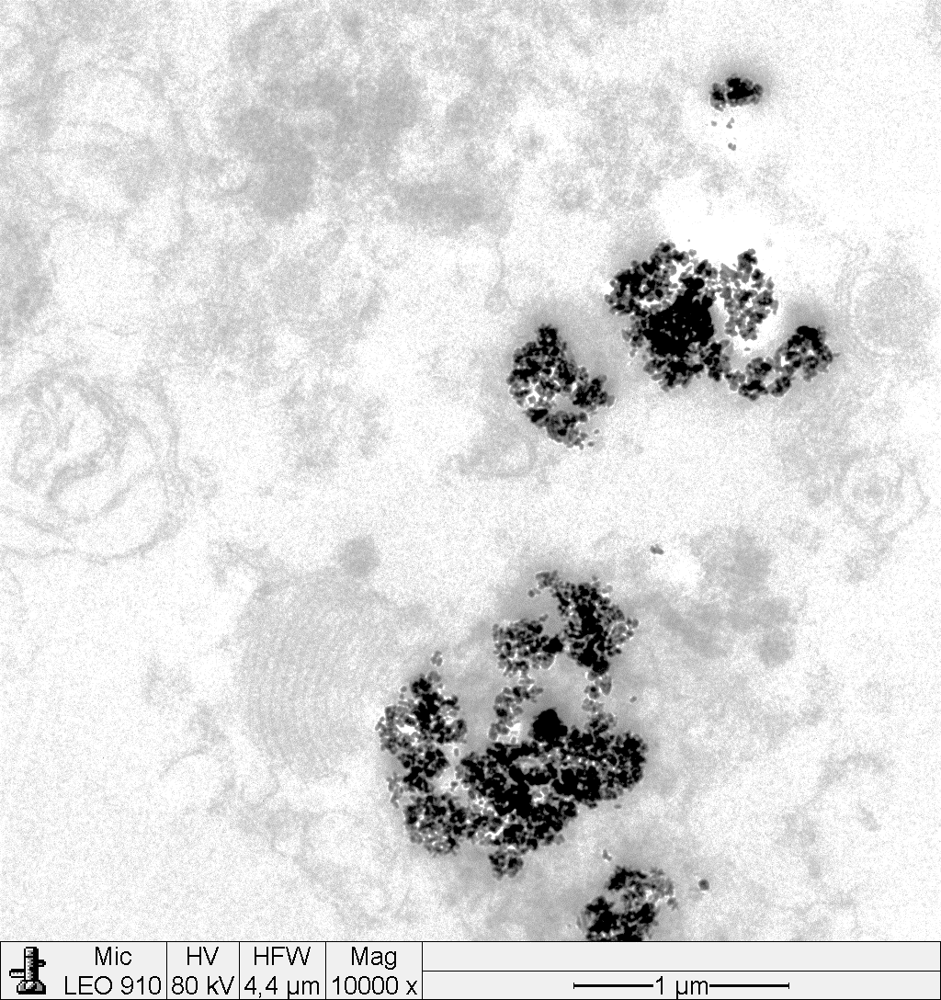 Mic HV HFW Mag
LEO 910 80 kV 4,4 µm 10000 x
1 µm